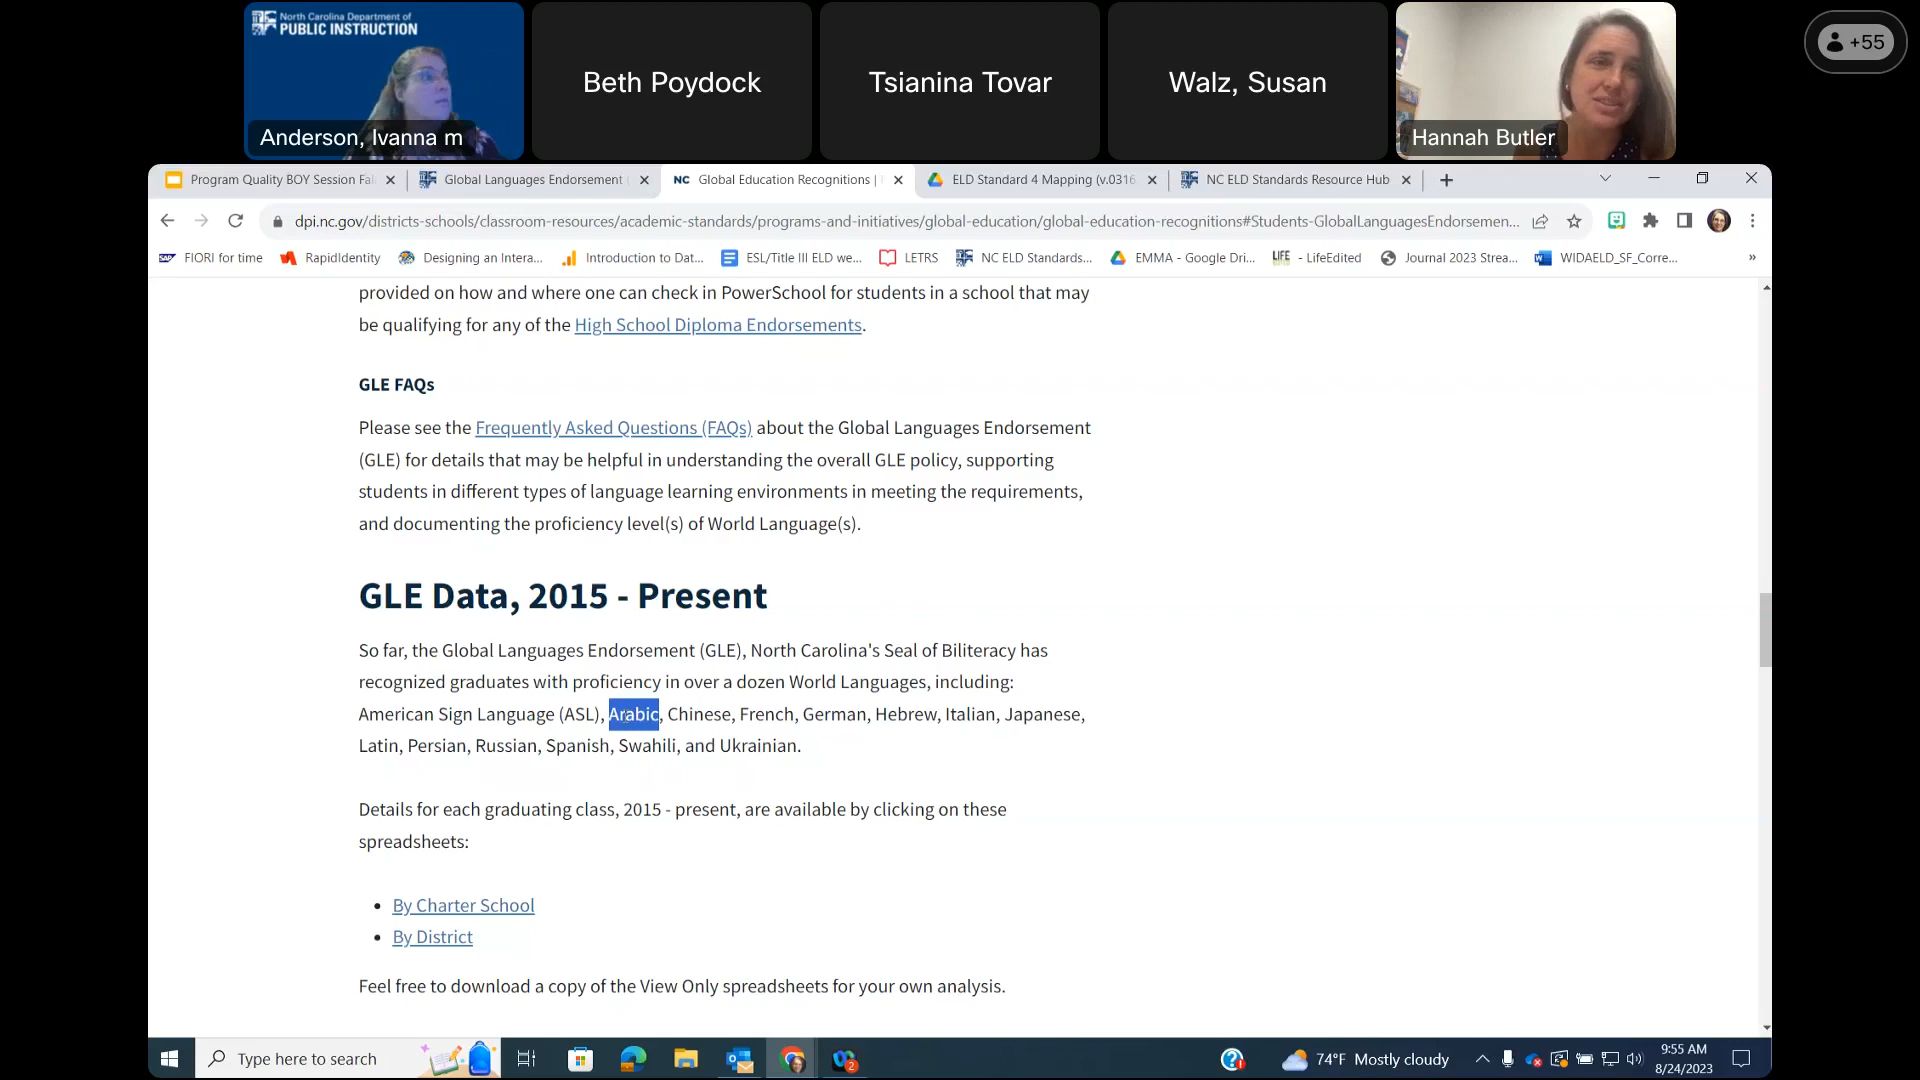 North Carolina Department of
PUBLIC INSTRUCTION
Anderson, Ivanna m
Beth Poydock
Tsianina Tovar
Walz, Susan
Hannah Butler
+55
Program Quality BOY Session Fal
Global Languages Endorsement
NC Global Education Recognitions |
ELD Standard 4 Mapping (v.0316
NC ELD Standards Resource Hub
dpi.nc.gov/districts-schools/classroom-resources/academic-standards/programs-and-initiatives/global-education/global-education-recognitions#Students-GlobalLanguagesEndorsemen...
FIORI for time
RapidIdentity
Designing an Intera...
Introduction to Dat...
ESL/Title III ELD we...
LETRS
NC ELD Standards...
EMMA - Google Dri...
LIFE - LifeEdited
Journal 2023 Strea...
WIDAELD_SF_Corre...
»
provided on how and where one can check in PowerSchool for students in a school that may
be qualifying for any of the High School Diploma Endorsements.
GLE FAQs
Please see the Frequently Asked Questions (FAQs) about the Global Languages Endorsement
(GLE) for details that may be helpful in understanding the overall GLE policy, supporting
students in different types of language learning environments in meeting the requirements,
and documenting the proficiency level(s) of World Language(s).
GLE Data, 2015 - Present
So far, the Global Languages Endorsement (GLE), North Carolina's Seal of Biliteracy has
recognized graduates with proficiency in over a dozen World Languages, including:
American Sign Language (ASL), Arabic, Chinese, French, German, Hebrew, Italian, Japanese,
Latin, Persian, Russian, Spanish, Swahili, and Ukrainian.
Details for each graduating class, 2015 - present, are available by clicking on these
spreadsheets:
• By Charter School
• By District
Feel free to download a copy of the View Only spreadsheets for your own analysis.
Type here to search
2
74°F Mostly cloudy
9:55 AM
8/24/2023